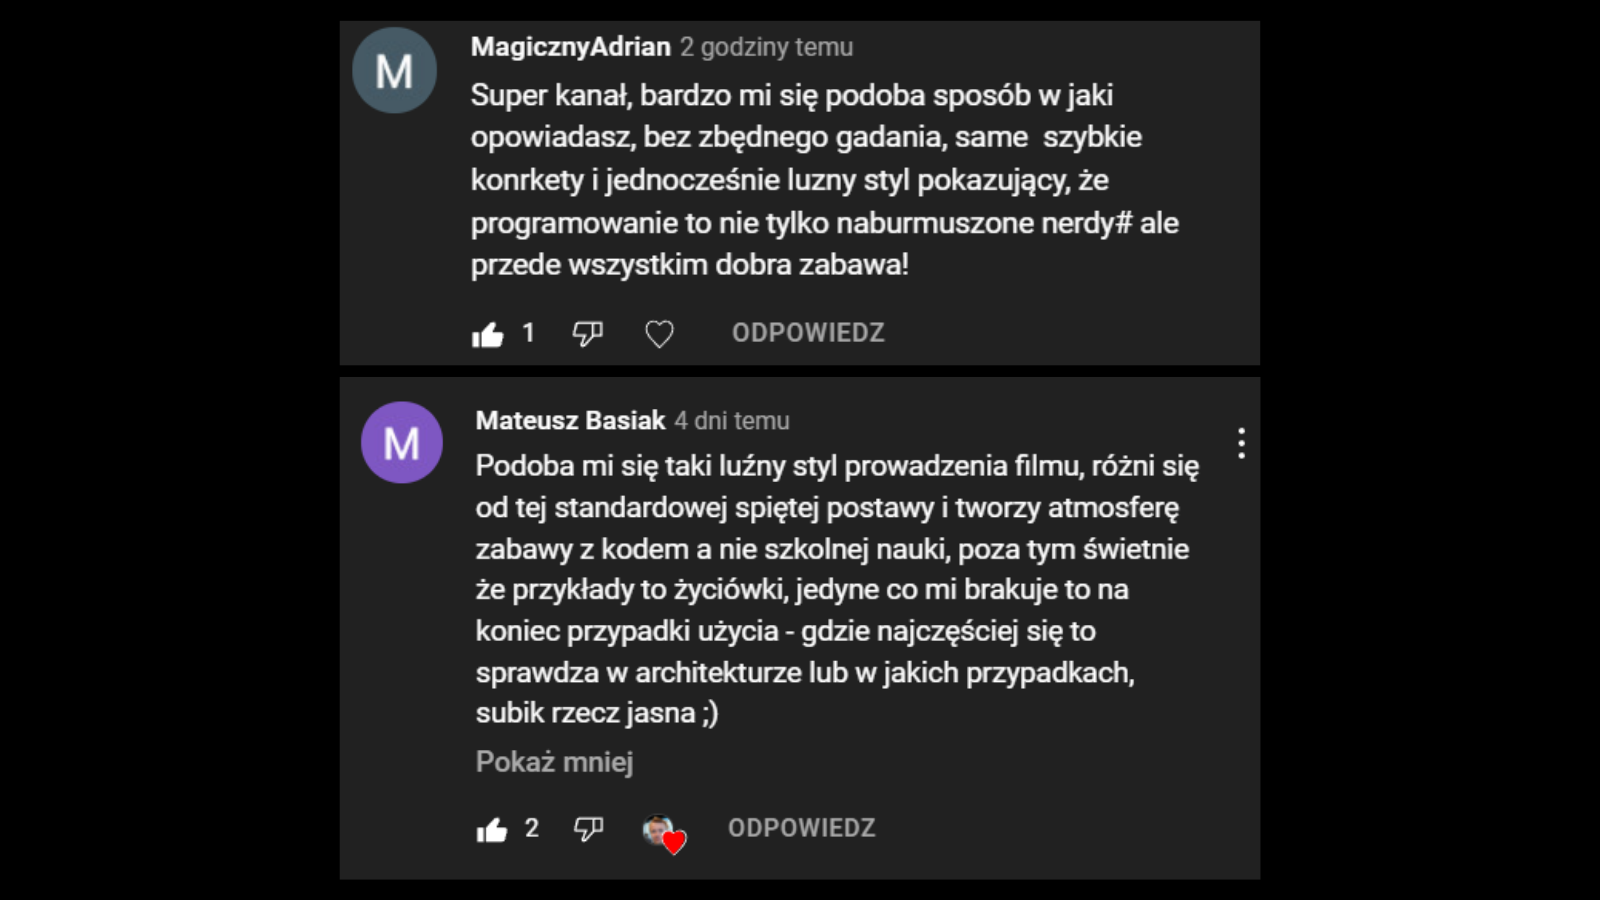 M
MagicznyAdrian 2 godziny temu
Super kanał, bardzo mi się podoba sposób w jaki
opowiadasz, bez zbędnego gadania, same  szybkie
konrkety i jednocześnie luzny styl pokazujący, że
programowanie to nie tylko naburmuszone nerdy# ale
przede wszystkim dobra zabawa!
1 ODPOWIEDZ
M
Mateusz Basiak 4 dni temu
Podoba mi się taki luźny styl prowadzenia filmu, różni się
od tej standardowej spiętej postawy i tworzy atmosferę
zabawy z kodem a nie szkolnej nauki, poza tym świetnie
że przykłady to życiówki, jedyne co mi brakuje to na
koniec przypadki użycia - gdzie najczęściej się to
sprawdza w architekturze lub w jakich przypadkach,
subik rzecz jasna ;)
Pokaż mniej
2 ODPOWIEDZ